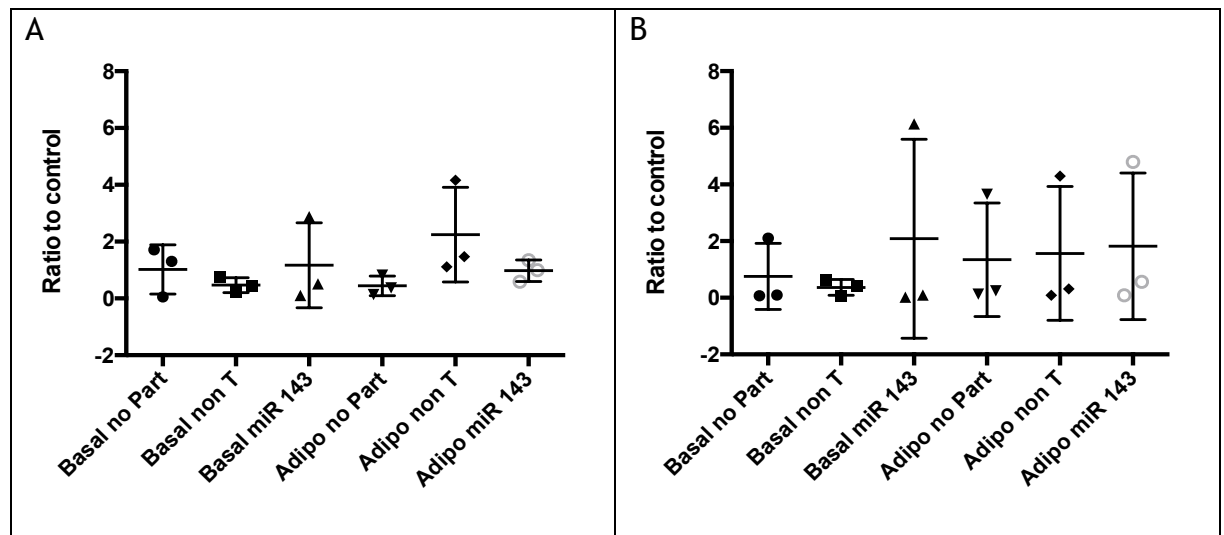 A
8
6
4
2
0
-2
Ratio to control
Basal no Part
Basal non T
Basal miR 143
Adipo no Part
Adipo non T
Adipo miR 143
B
8
6
4
2
0
-2
Ratio to control
Basal no Part
Basal non T
Basal miR 143
Adipo no Part
Adipo non T
Adipo miR 143